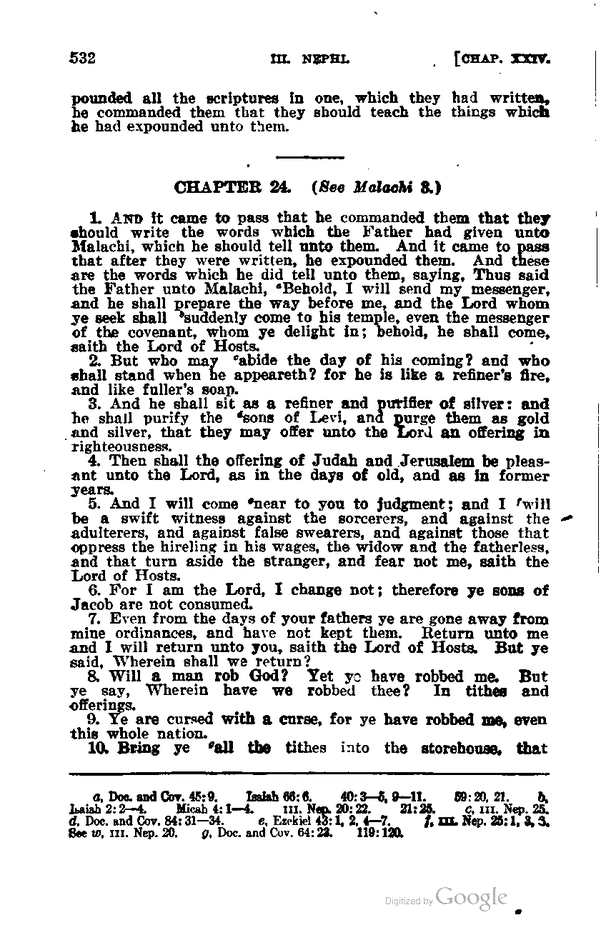 532 III. NEPHI. [CHAP. XXIV.
pounded all the scriptures in one, which they had written,
he commanded them that they should teach the things which
he had expounded unto them.
CHAPTER 24. (See Malachi 3.)
1. AND it came to pass that he commanded them that they
should write the words which the Father had given unto
Malachi, which he should tell unto them. And it came to pass
that after they were written, he expounded them. And these
are the words which he did tell unto them, saying, Thus said
the Father unto Malachi, ᵃBehold, I will send my messenger,
and he shall prepare the way before me, and the Lord whom
ye seek shall ᵇsuddenly come to his temple, even the messenger
of the covenant, whom ye delight in; behold, he shall come,
saith the Lord of Hosts.
2. But who may ᶜabide the day of his coming? and who
shall stand when he appeareth? for he is like a refiner's fire,
and like fuller's soap.
3. And he shall sit as a refiner and purifier of silver: and
he shall purify the ᵈsons of Levi, and purge them as gold
and silver, that they may offer unto the Lord an offering in
righteousness.
4. Then shall the offering of Judah and Jerusalem be pleas-
ant unto the Lord, as in the days of old, and as in former
years.
5. And I will come ᵉnear to you to judgment; and I ᶠwill
be a swift witness against the sorcerers, and against the
adulterers, and against false swearers, and against those that
oppress the hireling in his wages, the widow and the fatherless,
and that turn aside the stranger, and fear not me, saith the
Lord of Hosts.
6. For I am the Lord, I change not; therefore ye sons of
Jacob are not consumed.
7. Even from the days of your fathers ye are gone away from
mine ordinances, and have not kept them. Return unto me
and I will return unto you, saith the Lord of Hosts. But ye
said, Wherein shall we return?
8. Will a man rob God? Yet ye have robbed me. But
ye say, Wherein have we robbed thee? In tithes and
offerings.
9. Ye are cursed with a curse, for ye have robbed me, even
this whole nation.
10. Bring ye ᵍall the tithes into the storehouse, that
a, Doc. and Cov. 45:9. Isaiah 66:6. 40:3—5, 9—11. 59:20, 21. b,
Isaiah 2:2—4. Micah 4:1—4. III. Nep. 20:22. 21:25. c, III. Nep. 25.
d, Doc. and Cov. 84:31—34. e, Ezekiel 43:1, 2, 4—7. f, III. Nep. 25:1, 3, 5.
See w, III. Nep. 20. g, Doc. and Cov. 64:23. 119:120.
Digitized by Google